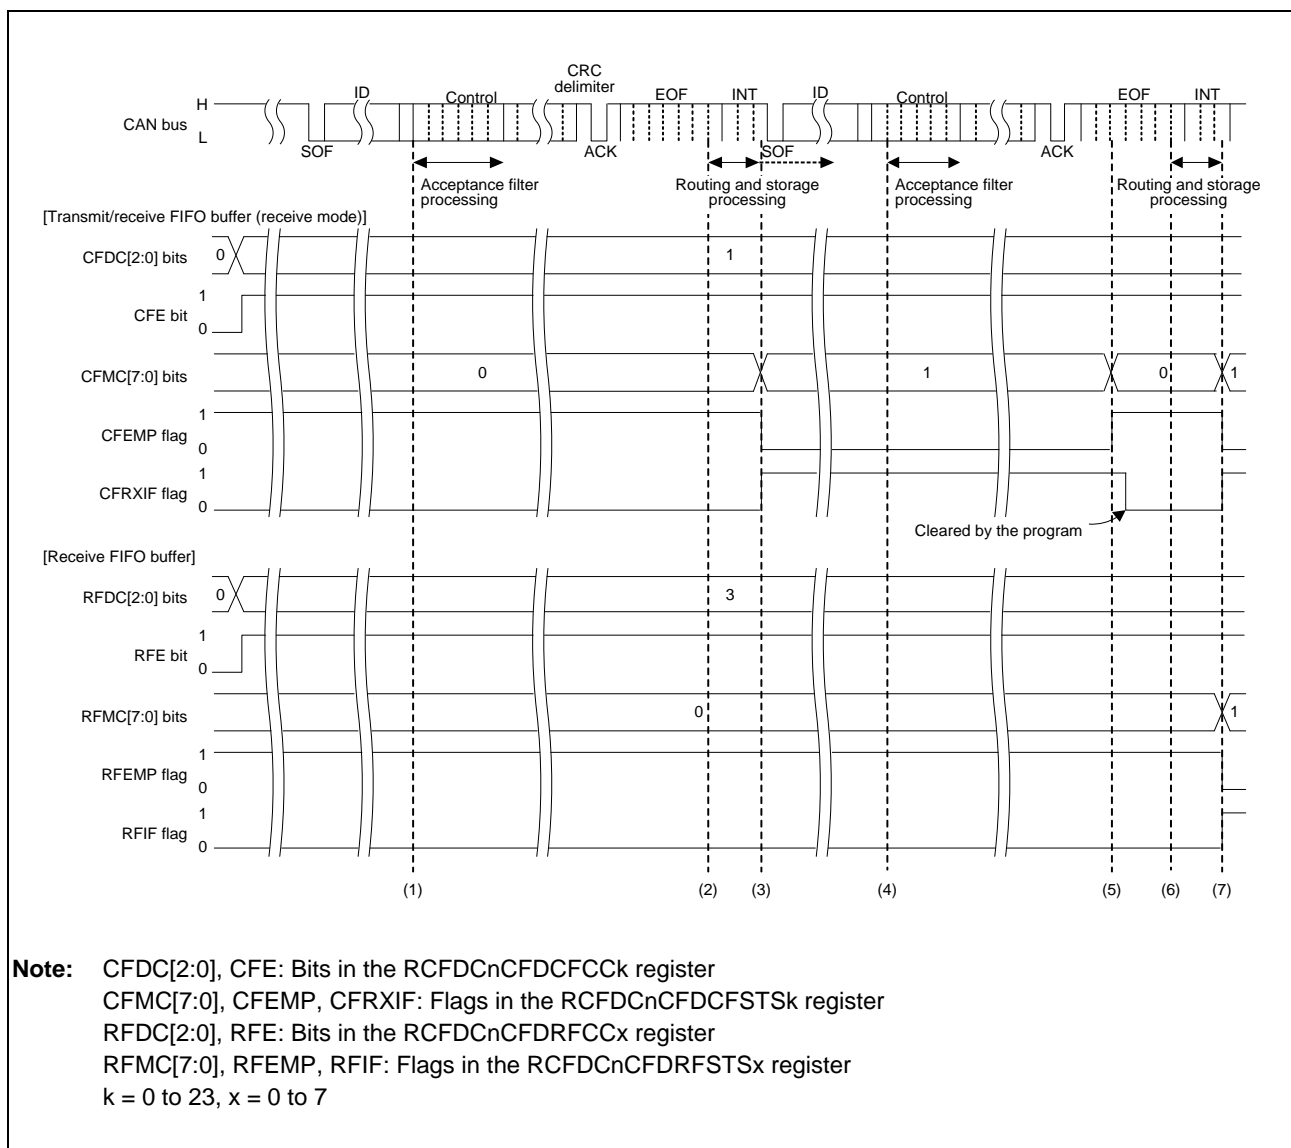 CRC
delimiter
ID
Control
EOF
INT
ID
Control
EOF
INT
H
CAN bus
L
SOF
ACK
SOF
ACK
Acceptance filter
processing
Routing and storage
processing
Acceptance filter
processing
Routing and storage
processing
[Transmit/receive FIFO buffer (receive mode)]
CFDC[2:0] bits
0
1
1
CFE bit
0
CFMC[7:0] bits
0
1
0
1
1
CFEMP flag
0
1
CFRXIF flag
0
Cleared by the program
[Receive FIFO buffer]
RFDC[2:0] bits
0
3
1
RFE bit
0
RFMC[7:0] bits
0
1
1
RFEMP flag
0
1
RFIF flag
0
(1)
(2)
(3)
(4)
(5)
(6)
(7)
Note: CFDC[2:0], CFE: Bits in the RCFDCnCFDCFCCk register
CFMC[7:0], CFEMP, CFRXIF: Flags in the RCFDCnCFDCFSTSk register
RFDC[2:0], RFE: Bits in the RCFDCnCFDRFCCx register
RFMC[7:0], RFEMP, RFIF: Flags in the RCFDCnCFDRFSTSx register
k = 0 to 23, x = 0 to 7